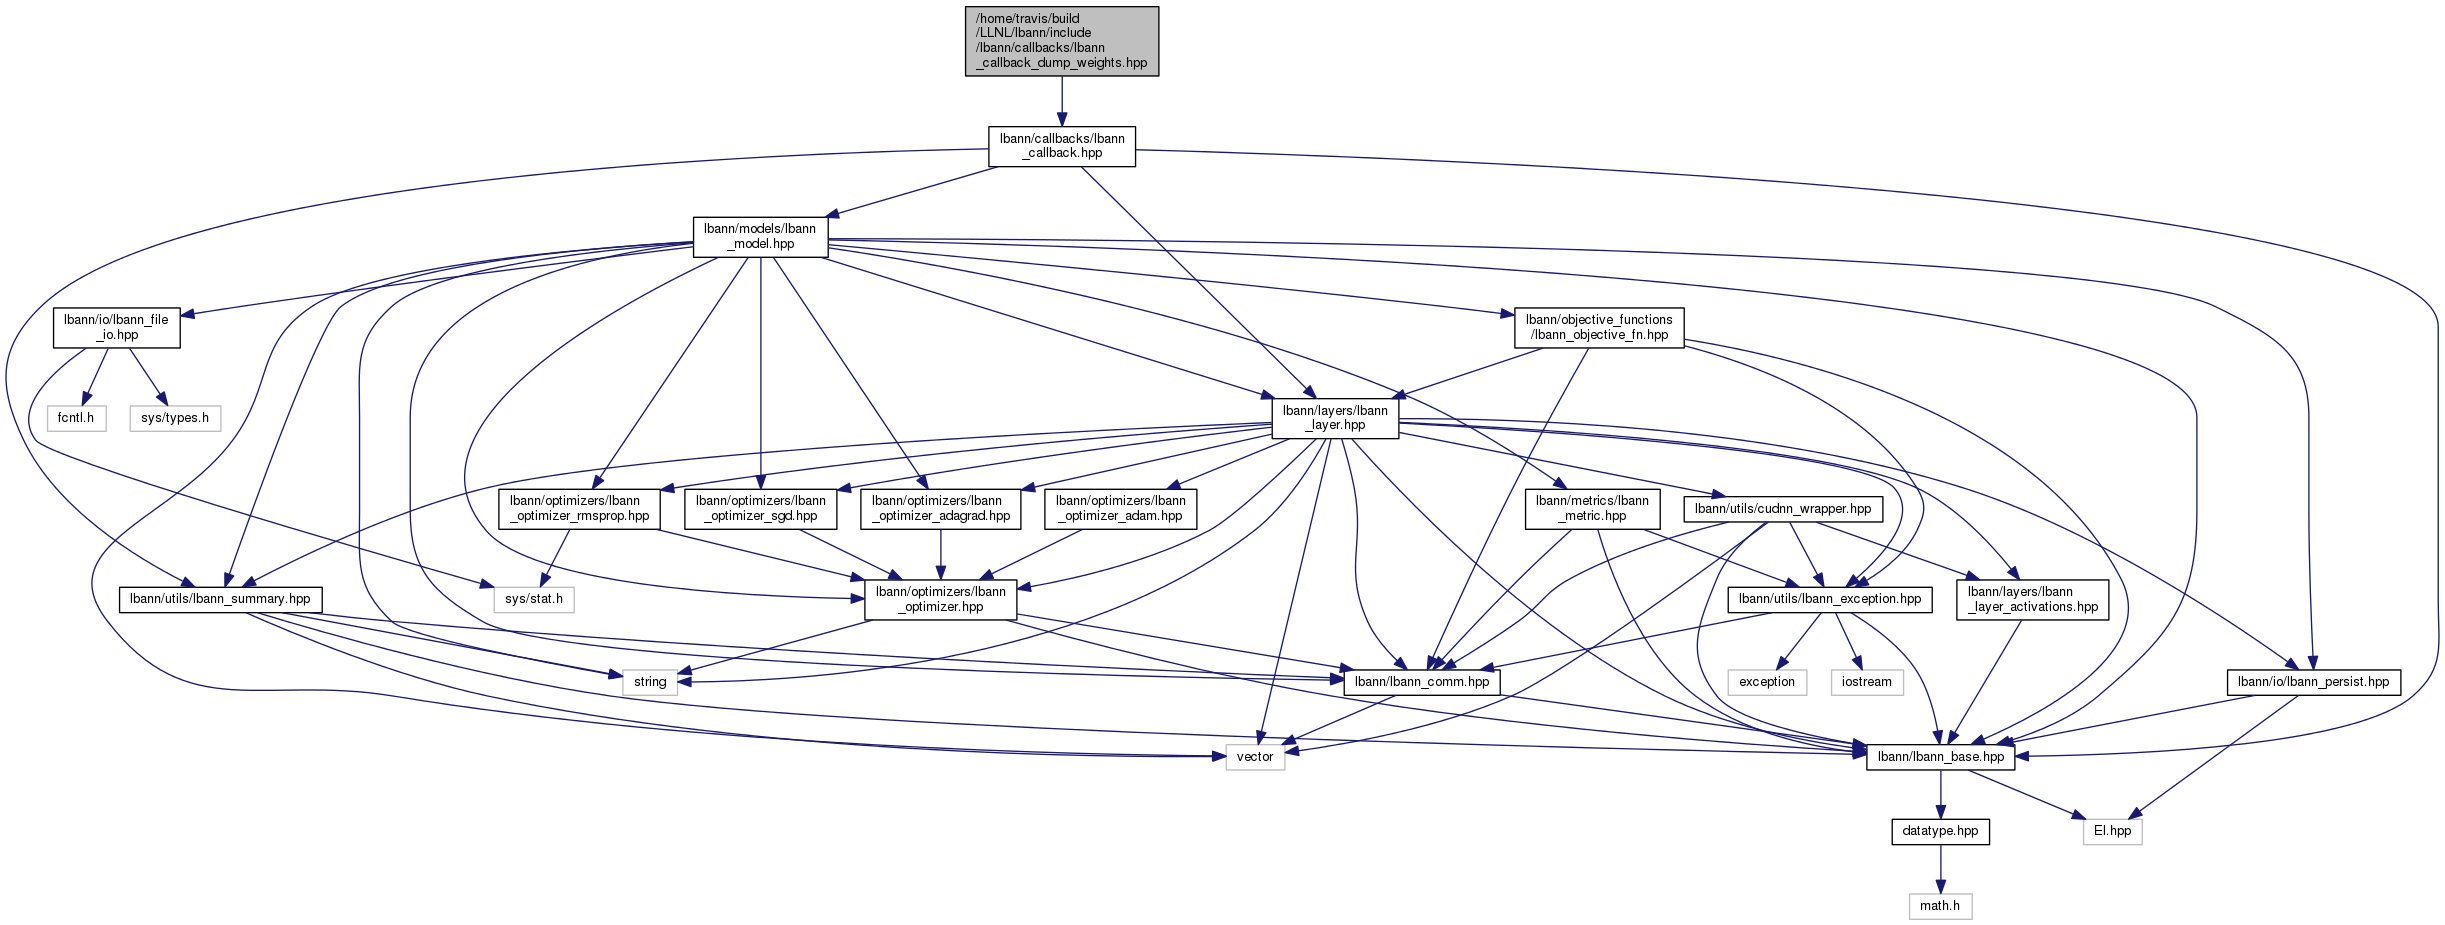 /home/travis/build
/LLNL/lbann/include
/lbann/callbacks/lbann
_callback_dump_weights.hpp
lbann/callbacks/lbann
_callback.hpp
lbann/models/lbann
_model.hpp
lbann/io/lbann_file
_io.hpp
lbann/objective_functions
/lbann_objective_fn.hpp
fcntl.h
sys/types.h
lbann/layers/lbann
_layer.hpp
lbann/optimizers/lbann
_optimizer_rmsprop.hpp
lbann/optimizers/lbann
_optimizer_sgd.hpp
lbann/optimizers/lbann
_optimizer_adagrad.hpp
lbann/optimizers/lbann
_optimizer_adam.hpp
lbann/metrics/lbann
_metric.hpp
lbann/utils/cudnn_wrapper.hpp
lbann/utils/lbann_summary.hpp
sys/stat.h
lbann/optimizers/lbann
_optimizer.hpp
lbann/utils/lbann_exception.hpp
lbann/layers/lbann
_layer_activations.hpp
string
lbann/lbann_comm.hpp
exception
iostream
lbann/io/lbann_persist.hpp
vector
lbann/lbann_base.hpp
datatype.hpp
El.hpp
math.h